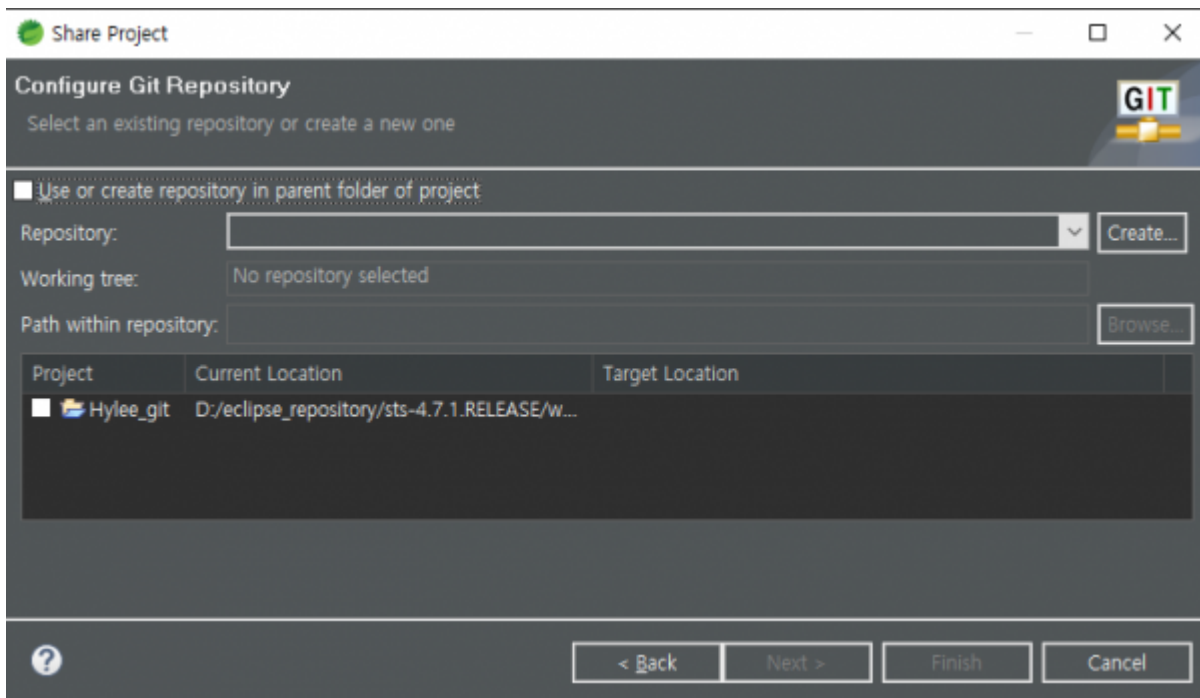 Share Project
Configure Git Repository
Select an existing repository or create a new one
GIT
Use or create repository in parent folder of project
Repository: Create...
Working tree: No repository selected
Path within repository: Browse...
Project Current Location Target Location
Hylee_git D:/eclipse_repository/sts-4.7.1.RELEASE/w...
? < Back Next > Finish Cancel